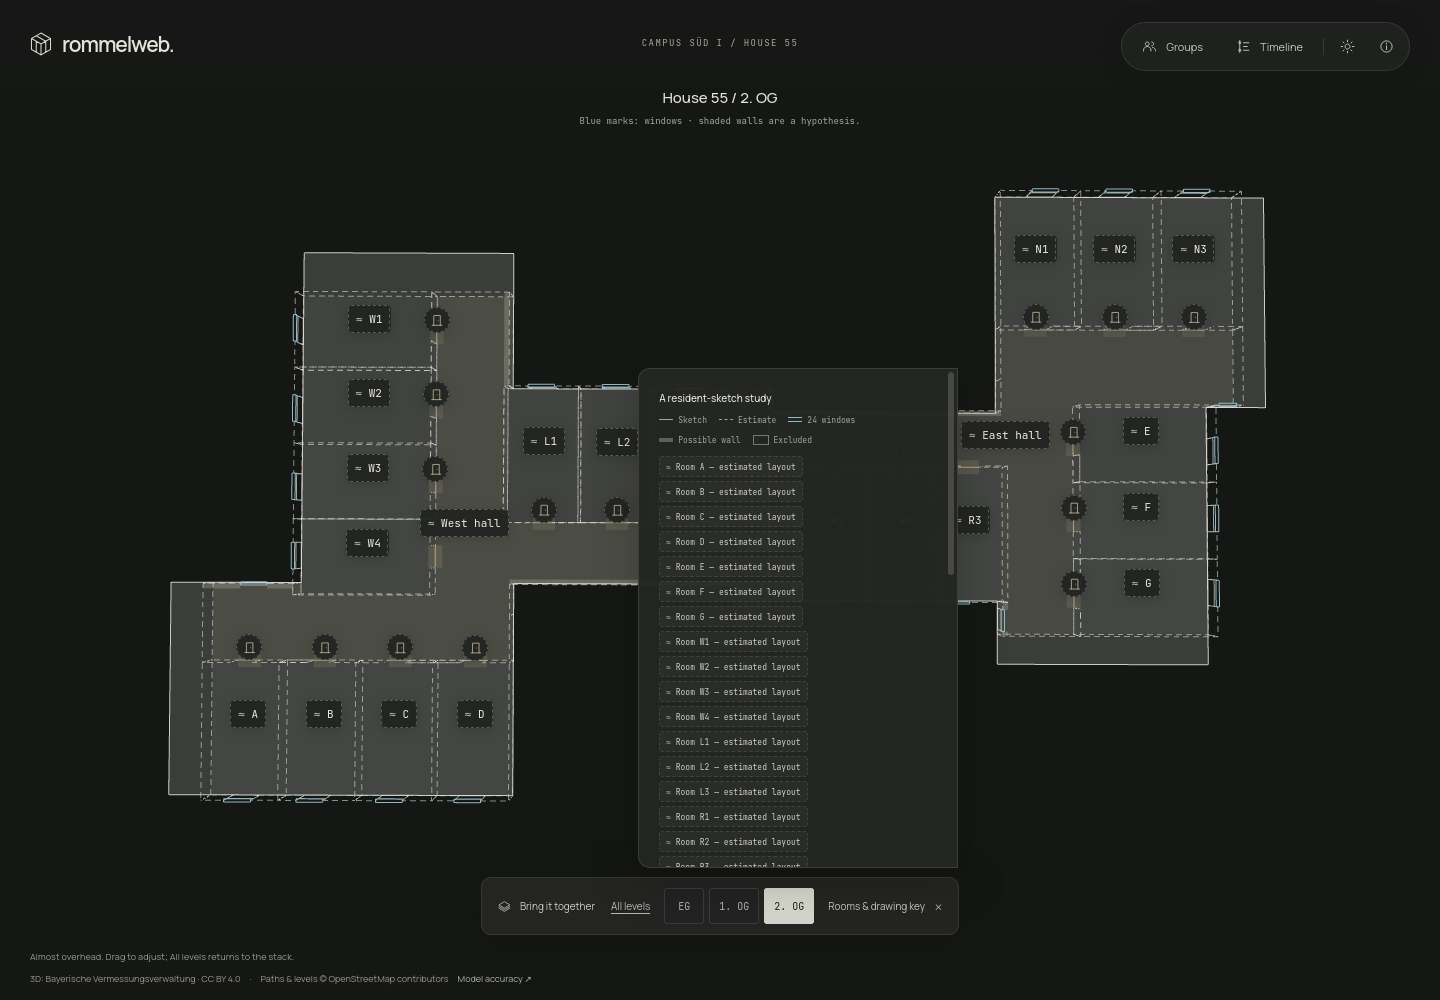 rommelweb.
CAMPUS SÜD I / HOUSE 55
Groups
Timeline
House 55 / 2. OG
Blue marks: windows · shaded walls are a hypothesis.
≈ N1
≈ N2
≈ N3
≈ W1
≈ W2
≈ W3
≈ W4
≈ West hall
≈ L1
≈ L2
≈ East hall
≈ E
≈ F
≈ G
≈ R3
≈ A
≈ B
≈ C
≈ D
A resident-sketch study
Sketch
Estimate
24 windows
Possible wall
Excluded
≈ Room A — estimated layout
≈ Room B — estimated layout
≈ Room C — estimated layout
≈ Room D — estimated layout
≈ Room E — estimated layout
≈ Room F — estimated layout
≈ Room G — estimated layout
≈ Room W1 — estimated layout
≈ Room W2 — estimated layout
≈ Room W3 — estimated layout
≈ Room W4 — estimated layout
≈ Room L1 — estimated layout
≈ Room L2 — estimated layout
≈ Room L3 — estimated layout
≈ Room R1 — estimated layout
≈ Room R2 — estimated layout
≈ Room R3 — estimated layout
Bring it together
All levels
EG
1. OG
2. OG
Rooms & drawing key ×
Almost overhead. Drag to adjust; All levels returns to the stack.
3D: Bayerische Vermessungsverwaltung · CC BY 4.0 · Paths & levels © OpenStreetMap contributors Model accuracy ↗